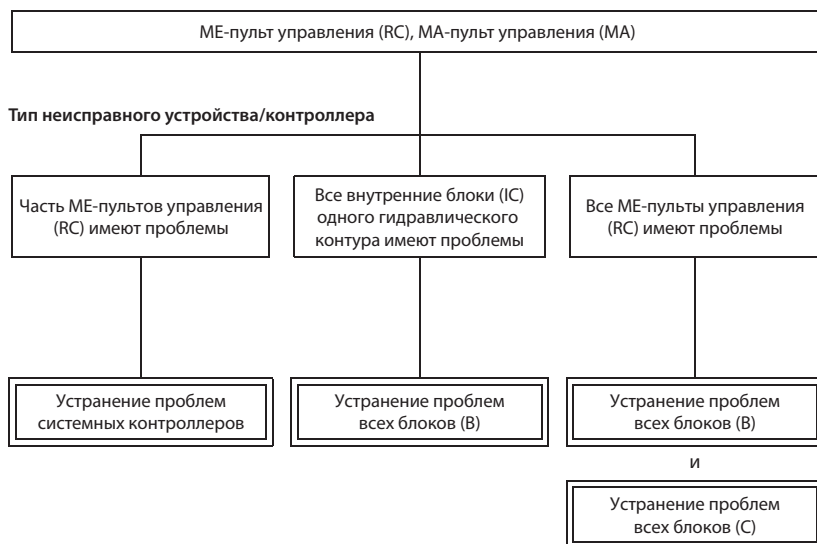 МЕ-пульт управления (RC), МА-пульт управления (МА)
Тип неисправного устройства/контроллера
Часть МЕ-пультов управления
(RC) имеют проблемы
Все внутренние блоки (IC)
одного гидравлического
контура имеют проблемы
Все МЕ-пульты управления
(RC) имеют проблемы
Устранение проблем
системных контроллеров
Устранение проблем
всех блоков (B)
Устранение проблем
всех блоков (B)
и
Устранение проблем
всех блоков (C)